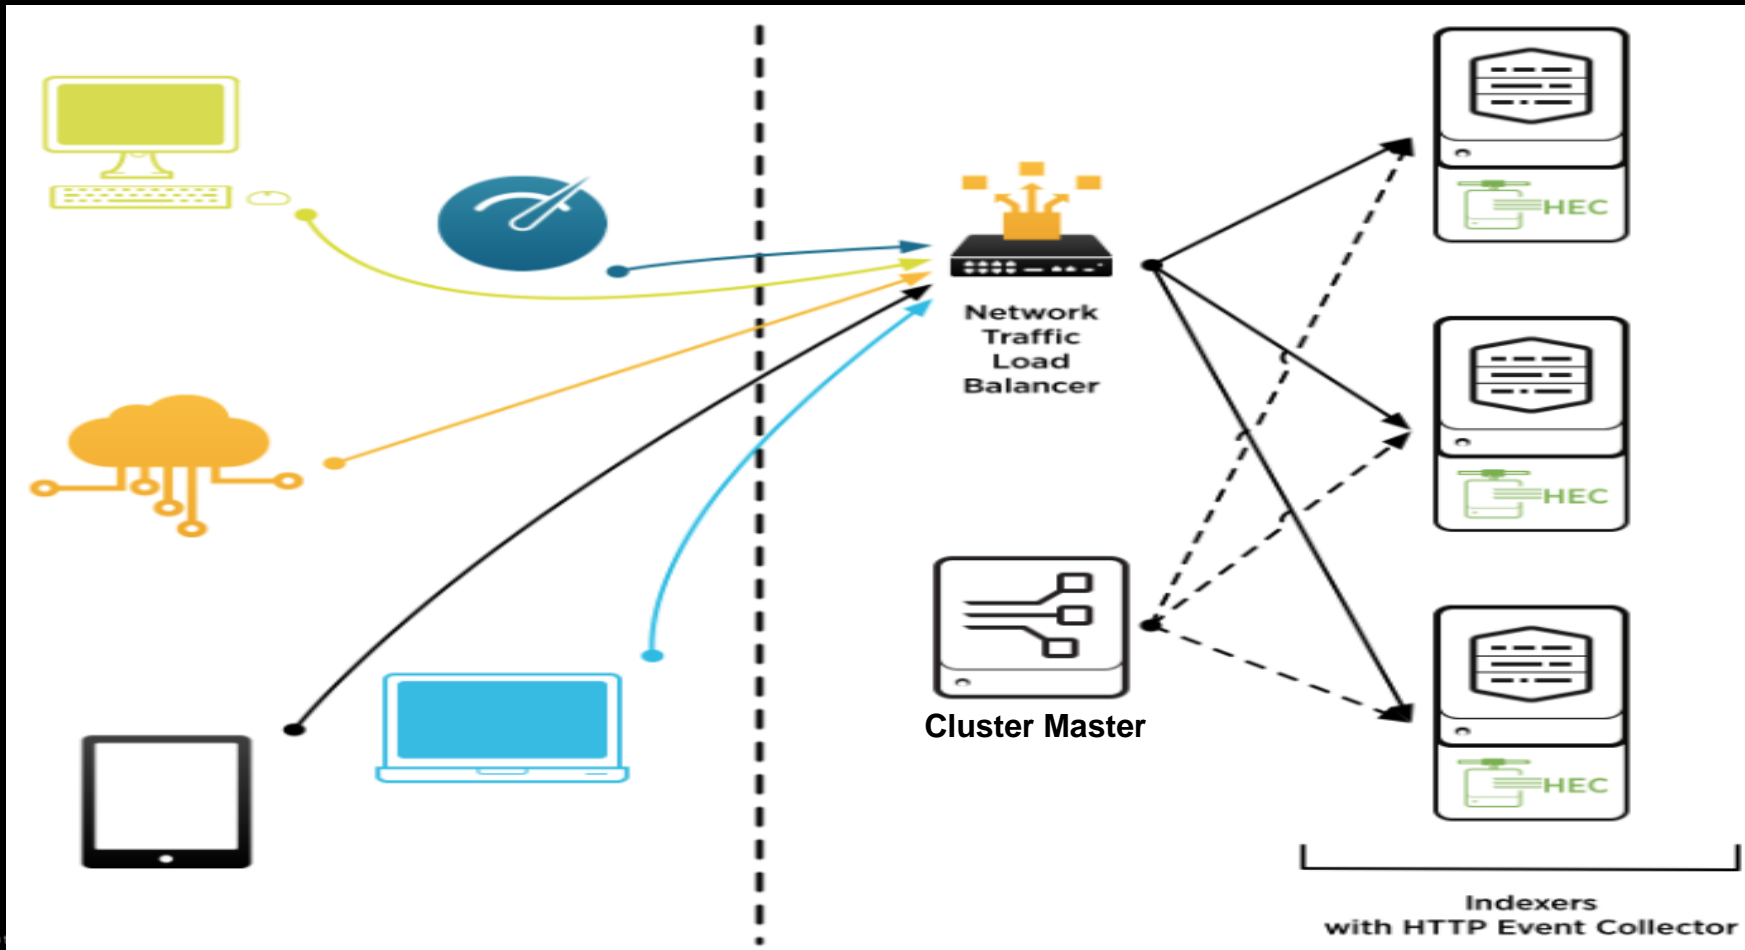 HEC
Network
Traffic
Load
Balancer
HEC
Cluster Master
HEC
Indexers
with HTTP Event Collector